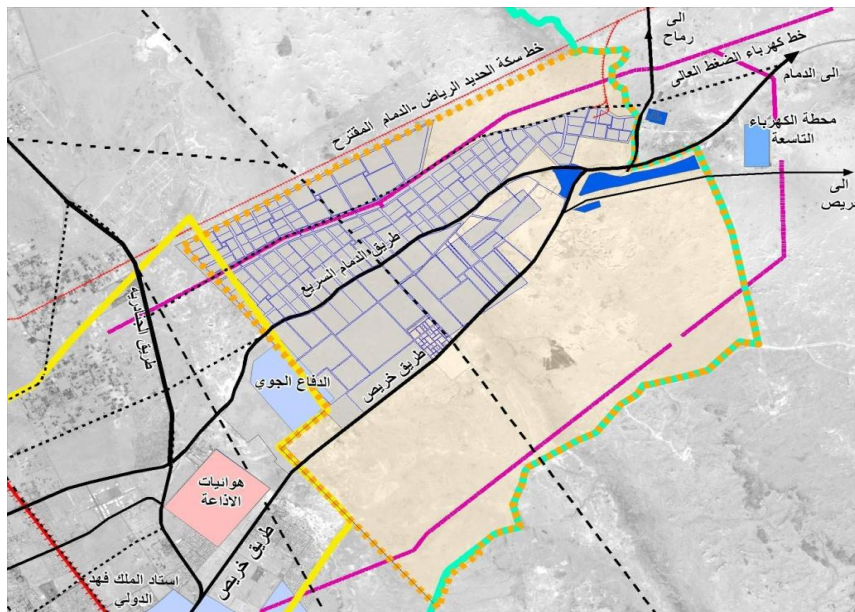 الى
رماح
خط كهرباء الضغط العالى
الى الدمام
خط سكة الحديد الرياض -الدمام المقترح
محطة الكهرباء
التاسعة
الى
خريص
طريق الدمام السريع
طريق الجنادريه
الدفاع الجوي
طريق خريص
هوائيات
الاذاعة
طريق خريص
استاد الملك فهد
الدولي